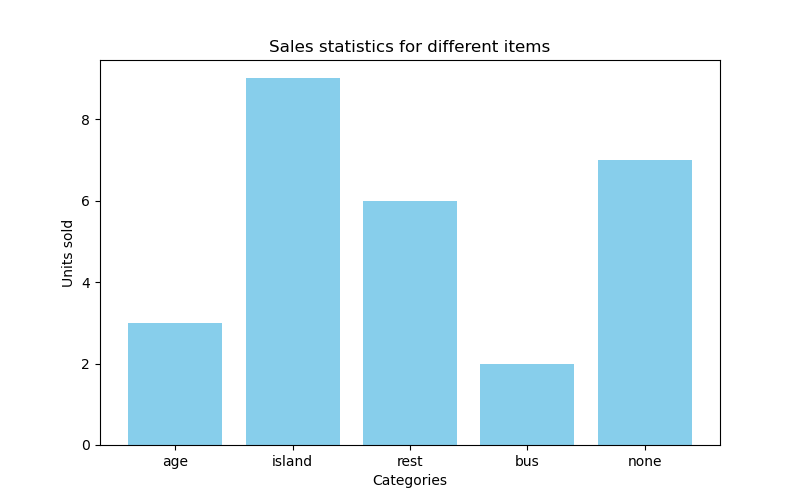 Sales statistics for different items
Units sold
8
6
4
2
0
age island rest bus none
Categories